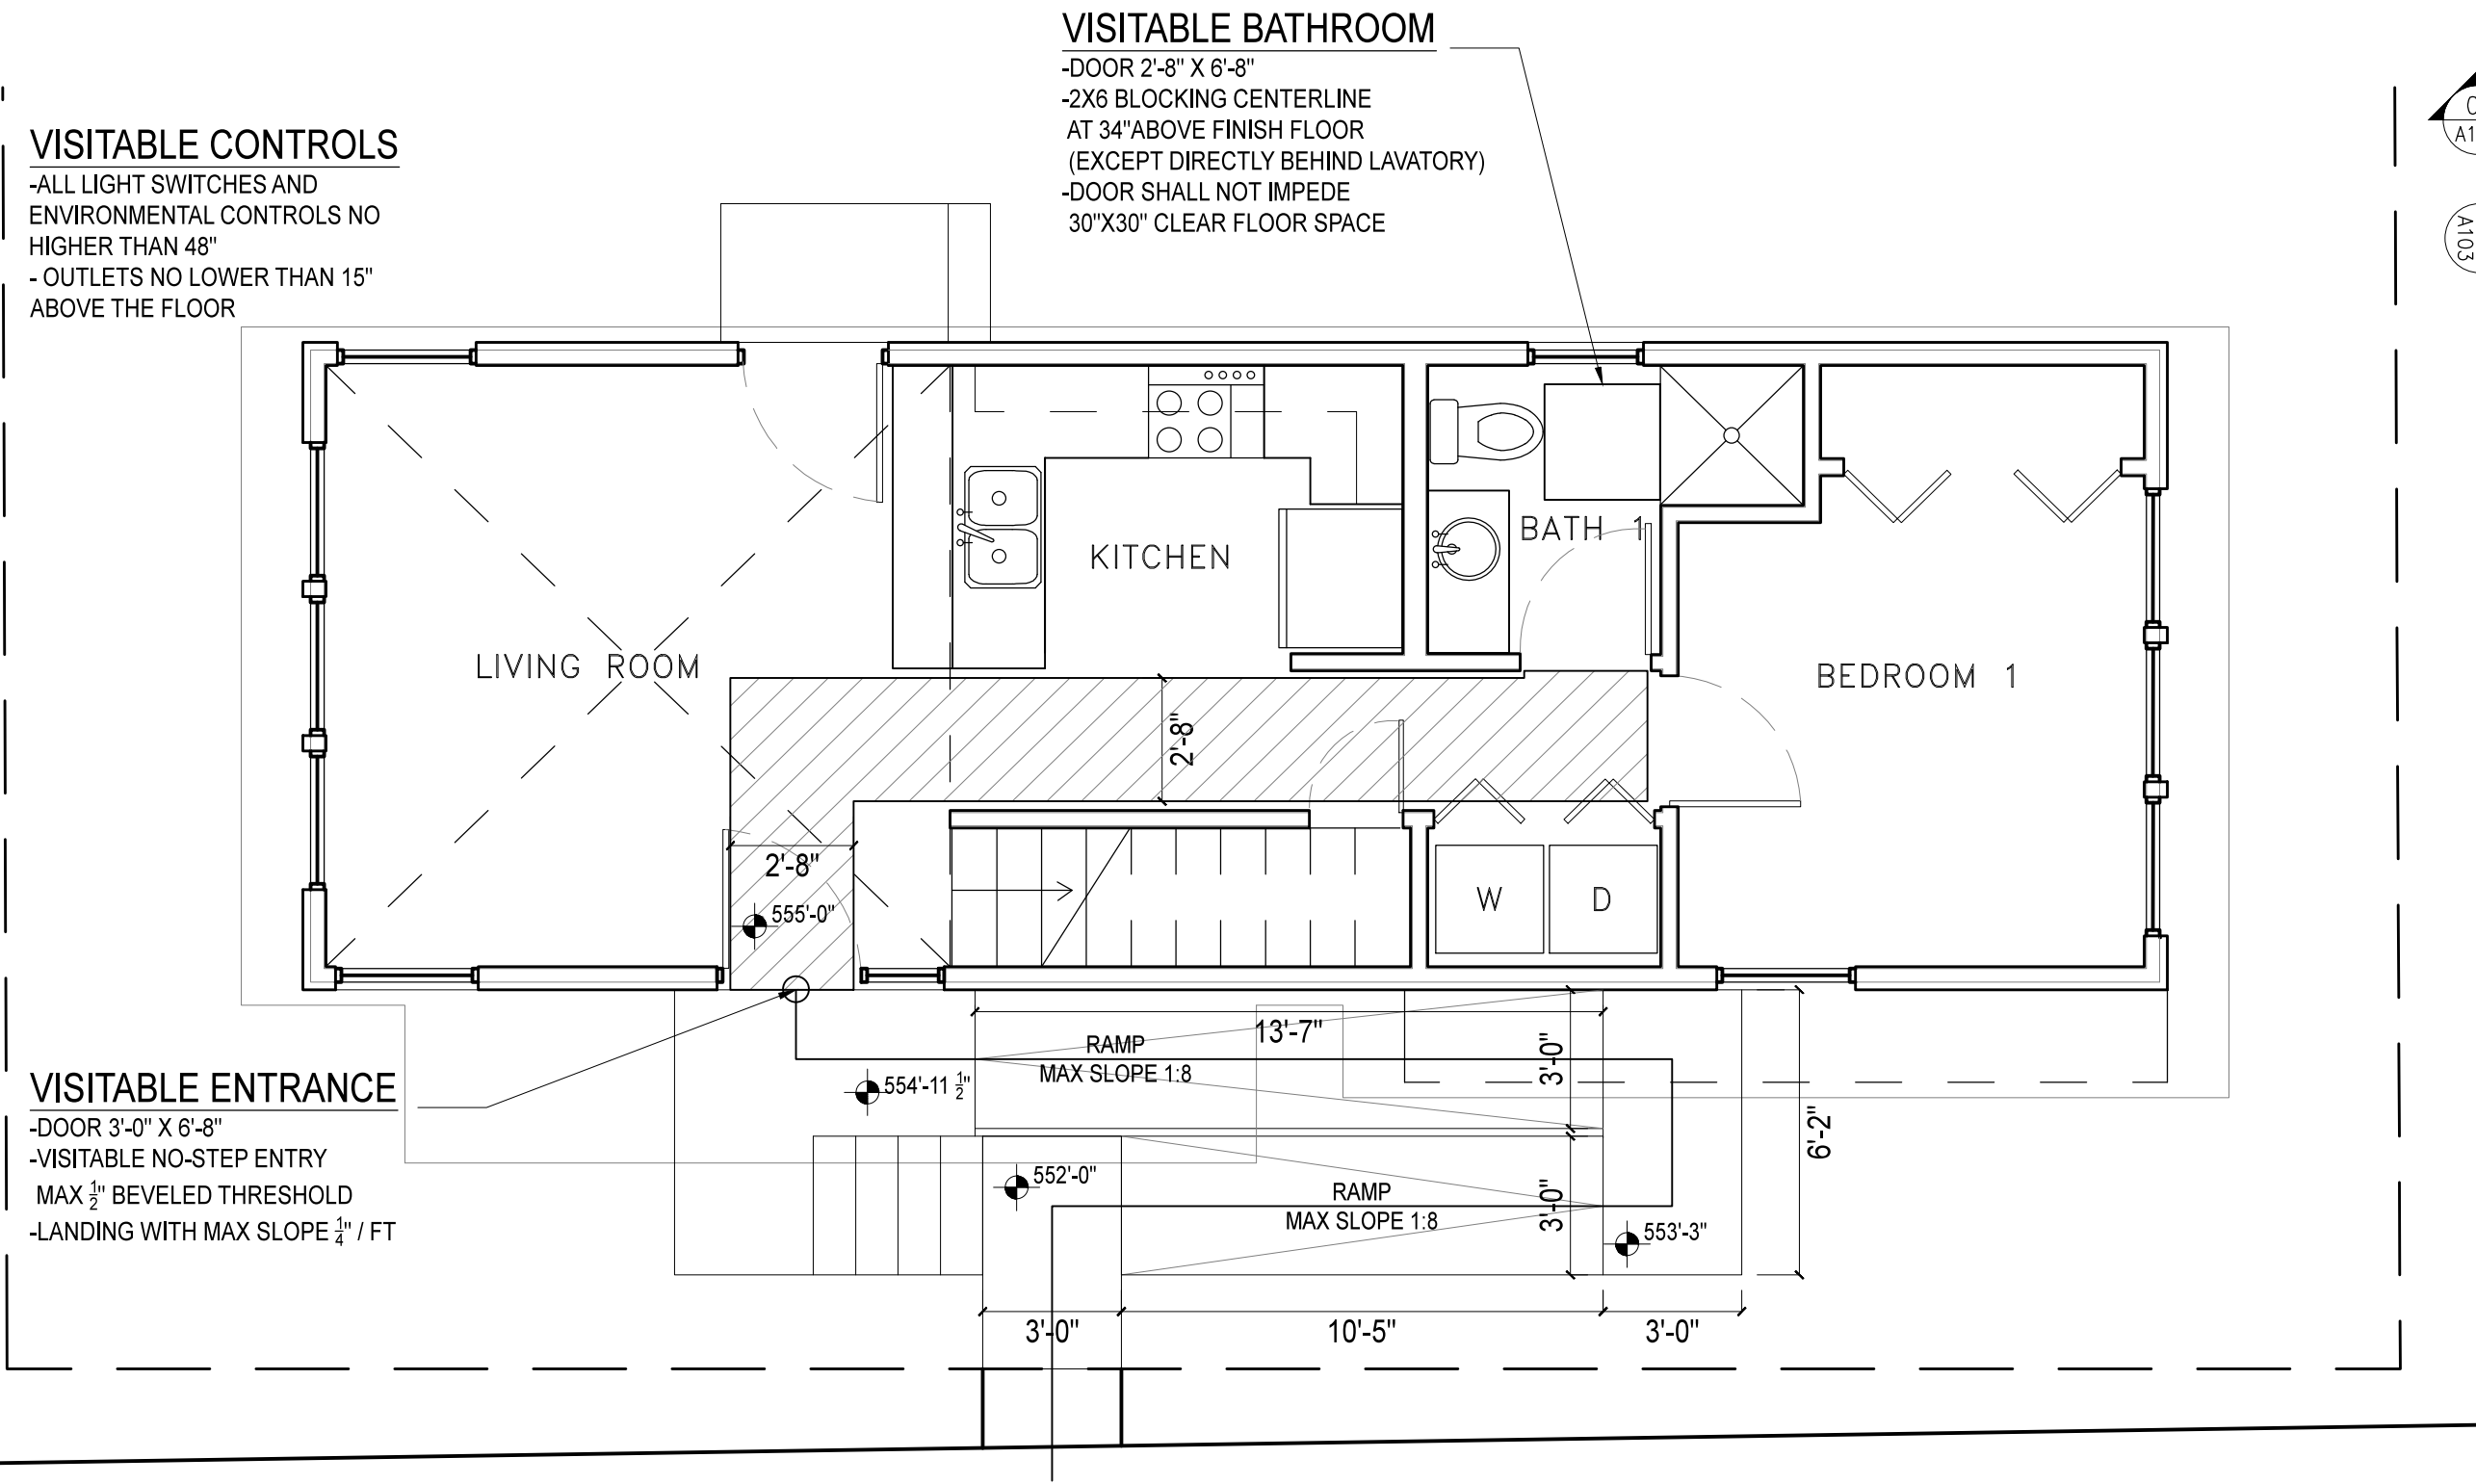 VISITABLE BATHROOM
-DOOR 2'-8" X 6'-8"
-2X6 BLOCKING CENTERLINE
AT 34"ABOVE FINISH FLOOR
(EXCEPT DIRECTLY BEHIND LAVATORY)
-DOOR SHALL NOT IMPEDE
30"X30" CLEAR FLOOR SPACE
VISITABLE CONTROLS
-ALL LIGHT SWITCHES AND
ENVIRONMENTAL CONTROLS NO
HIGHER THAN 48"
- OUTLETS NO LOWER THAN 15"
ABOVE THE FLOOR
A103
BATH 1
KITCHEN
LIVING ROOM
BEDROOM 1
2'-8"
2'-8"
555'-0"
W
D
13'-7"
RAMP
MAX SLOPE 1:8
3'-0"
554'-11 1/2"
6'-2"
552'-0"
RAMP
MAX SLOPE 1:8
3'-0"
553'-3"
3'-0"
10'-5"
3'-0"
VISITABLE ENTRANCE
-DOOR 3'-0" X 6'-8"
-VISITABLE NO-STEP ENTRY
MAX 1/2" BEVELED THRESHOLD
-LANDING WITH MAX SLOPE 1/4" / FT